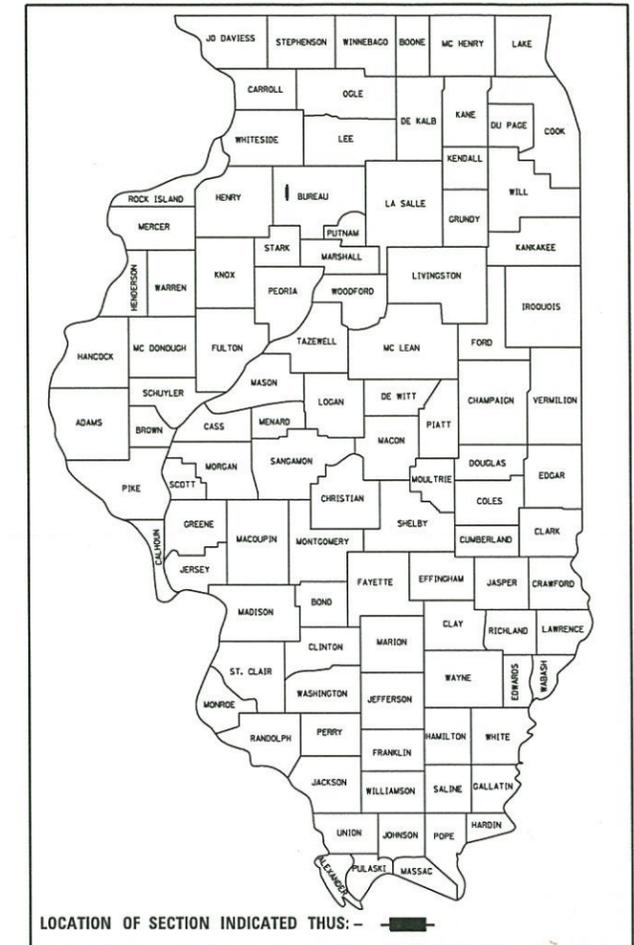 JO DAVIESS
STEPHENSON
WINNEBAGO
BOONE
MC HENRY
LAKE
CARROLL
OGLE
DE KALB
KANE
DU PAGE
COOK
WHITESIDE
LEE
KENDALL
ROCK ISLAND
HENRY
BUREAU
LA SALLE
WILL
GRUNDY
MERCER
PUTNAM
STARK
MARSHALL
KANKAKEE
HENDERSON
WARREN
KNOX
PEORIA
WOODFORD
LIVINGSTON
IROQUOIS
HANCOCK
MC DONOUGH
FULTON
TAZEWELL
MC LEAN
FORD
MASON
SCHUYLER
LOGAN
DE WITT
CHAMPAIGN
VERMILION
ADAMS
BROWN
CASS
MENARD
PIATT
MACON
MORGAN
SANGAMON
DOUGLAS
EDGAR
PIKE
SCOTT
CHRISTIAN
MOULTRIE
COLES
GREENE
MACOUPIN
MONTGOMERY
SHELBY
CUMBERLAND
CLARK
CALHOUN
JERSEY
FAYETTE
EFFINGHAM
JASPER
CRAWFORD
MADISON
BOND
CLAY
RICHLAND
LAWRENCE
CLINTON
MARION
ST. CLAIR
WAYNE
EDWARDS
WABASH
WASHINGTON
JEFFERSON
MONROE
RANDOLPH
PERRY
HAMILTON
WHITE
FRANKLIN
JACKSON
WILLIAMSON
SALINE
GALLATIN
UNION
JOHNSON
POPE
HARDIN
ALEXANDER
PULASKI
MASSAC
LOCATION OF SECTION INDICATED THUS: –